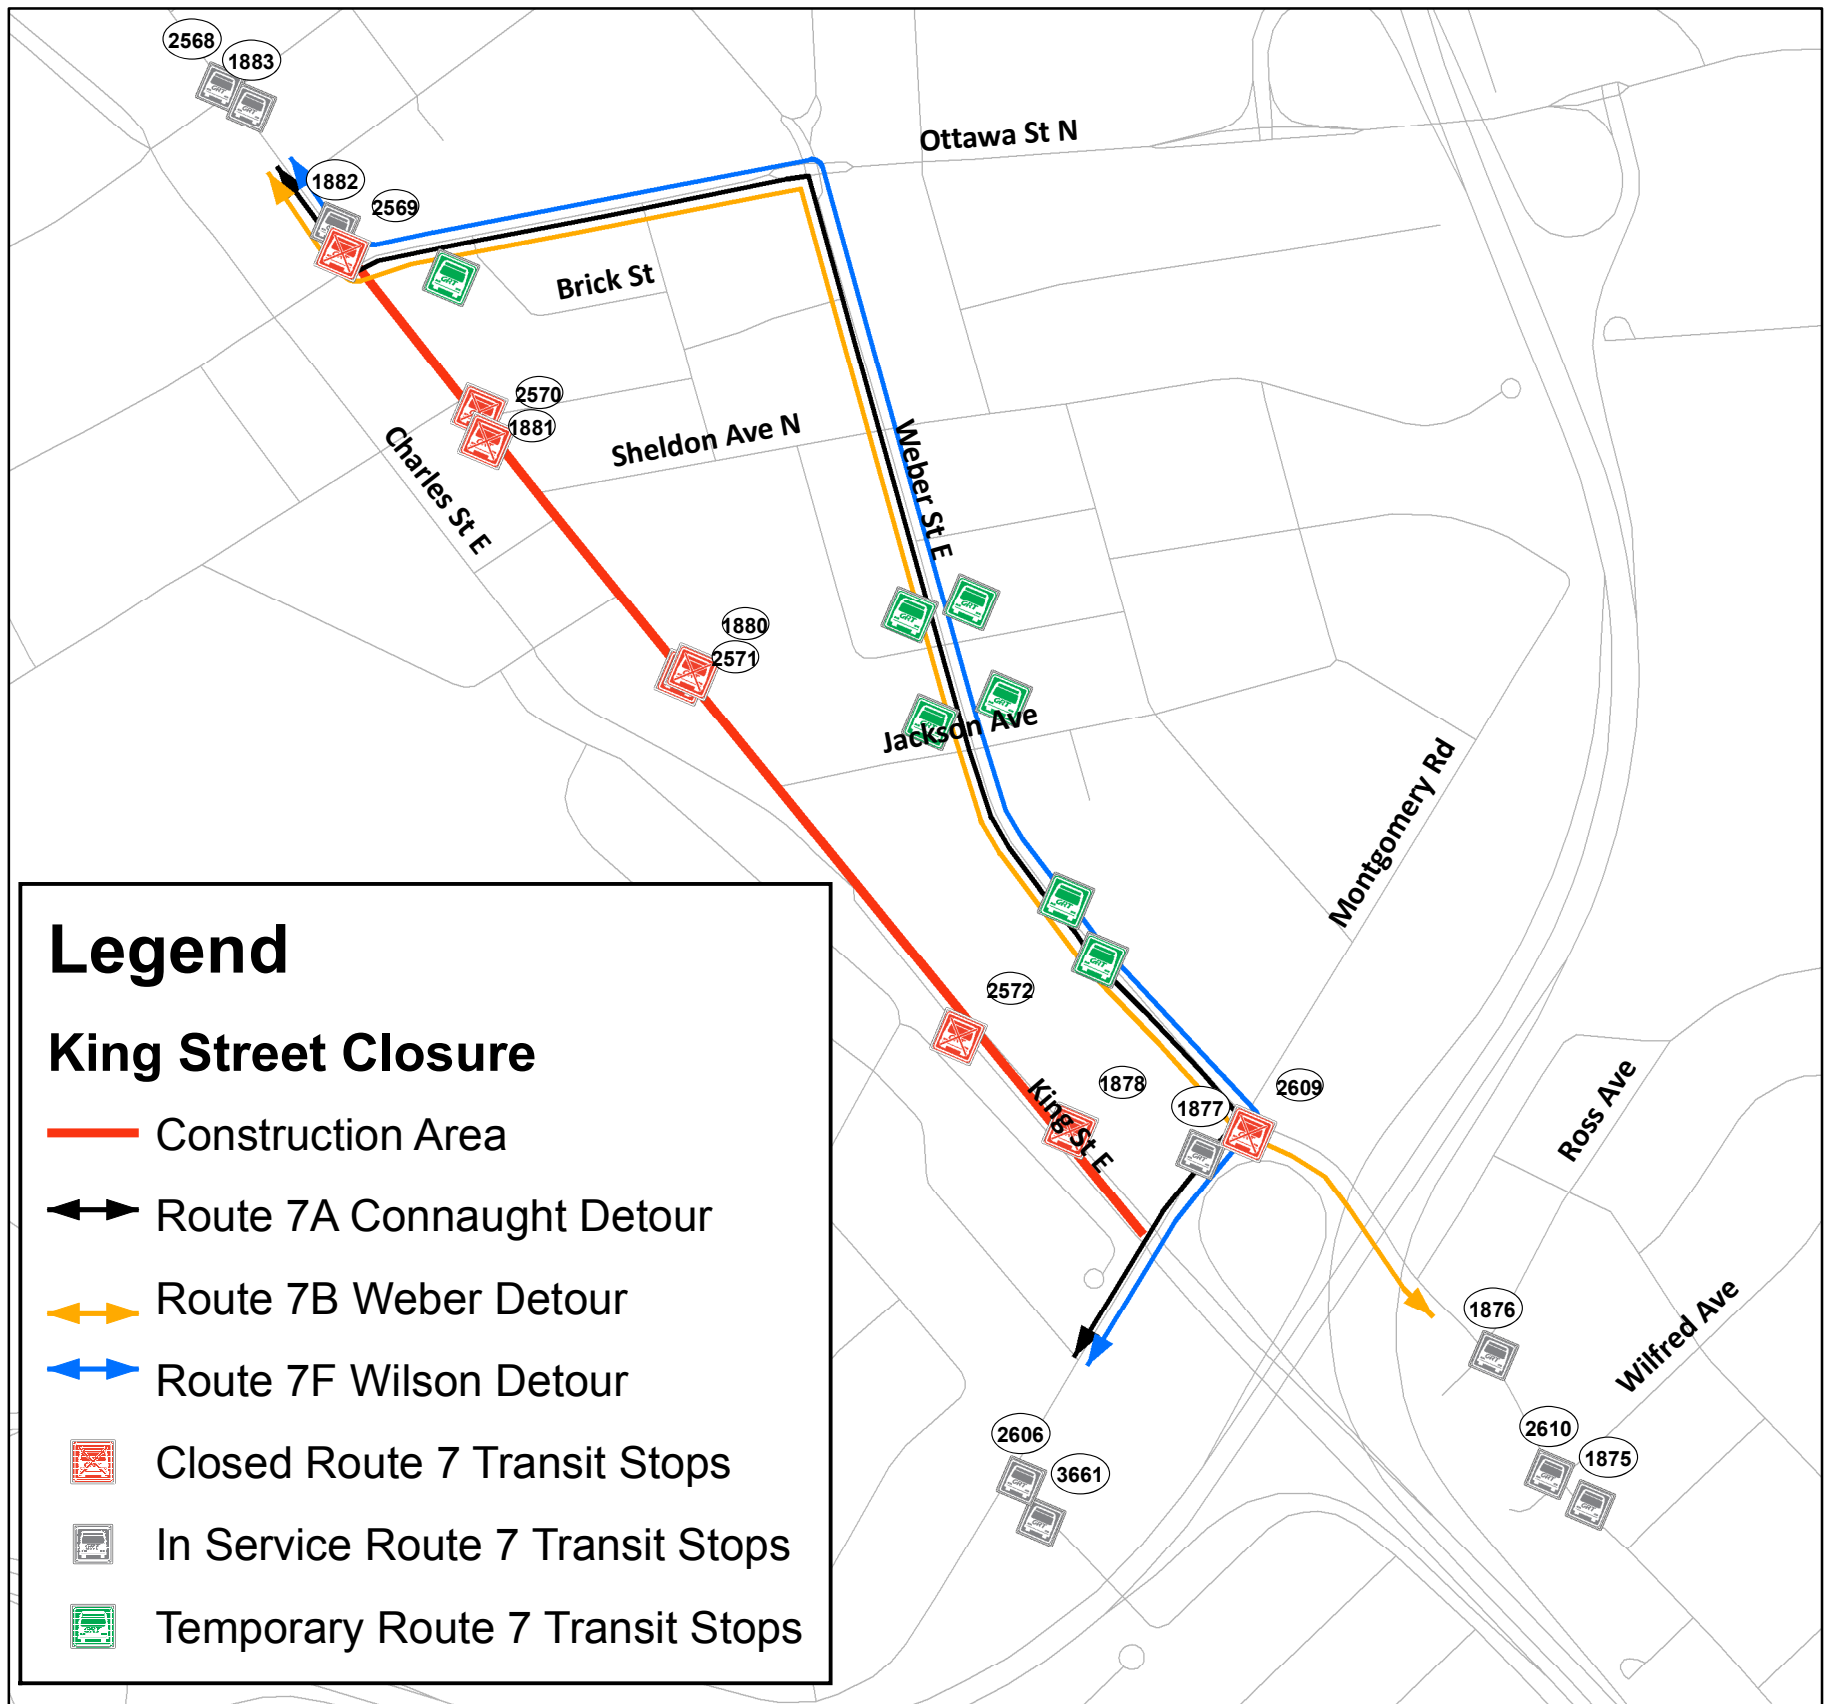 2568
1883
Ottawa St N
1882
2569
Brick St
2570
1881
Sheldon Ave N
Charles St E
Weber St E
1880
2571
Jackson Ave
Montgomery Rd
2572
1878
1877
2609
King St E
Ross Ave
1876
Wilfred Ave
2606
3661
2610
1875
Legend
King Street Closure
Construction Area
Route 7A Connaught Detour
Route 7B Weber Detour
Route 7F Wilson Detour
Closed Route 7 Transit Stops
In Service Route 7 Transit Stops
Temporary Route 7 Transit Stops